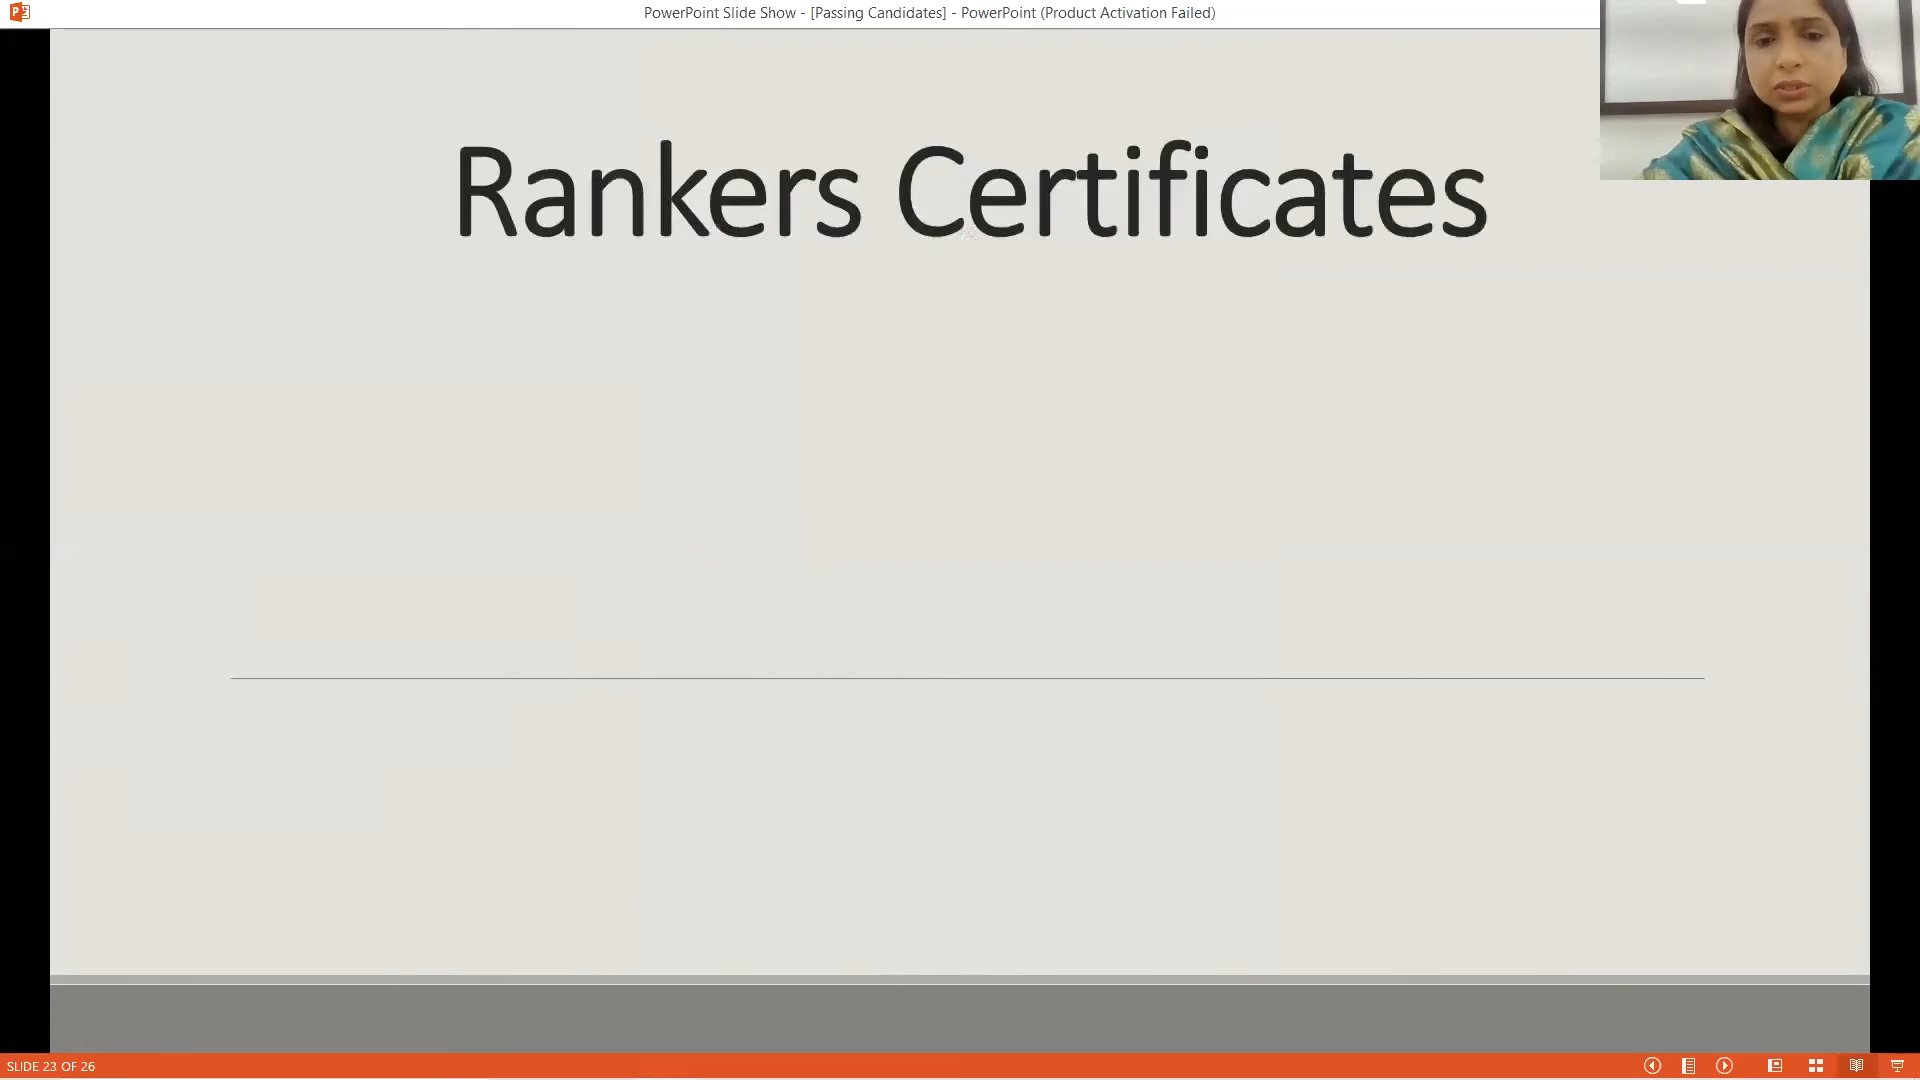 PowerPoint Slide Show - [Passing Candidates] - PowerPoint (Product Activation Failed)
Rankers Certificates
SLIDE 23 OF 26